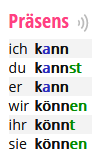 Präsens
ich kann
du kannst
er kann
wir können
ihr könnt
sie können